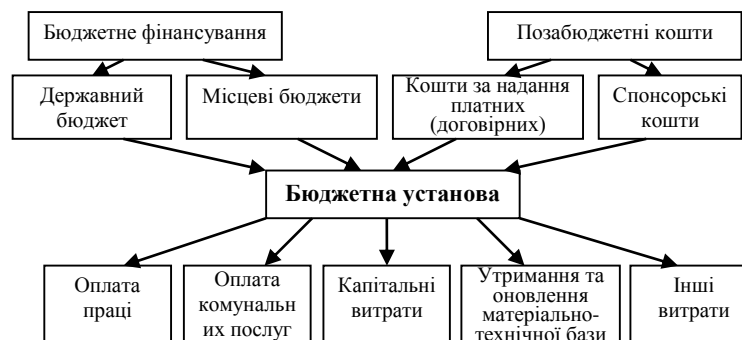 Бюджетне фінансування
Позабюджетні кошти
Державний
бюджет
Місцеві бюджети
Кошти за надання
платних
(договірних)
Спонсорські
кошти
Бюджетна установа
Оплата
праці
Оплата
комунальн
их послуг
Капітальні
витрати
Утримання та
оновлення
матеріально-
технічної бази
Інші
витрати